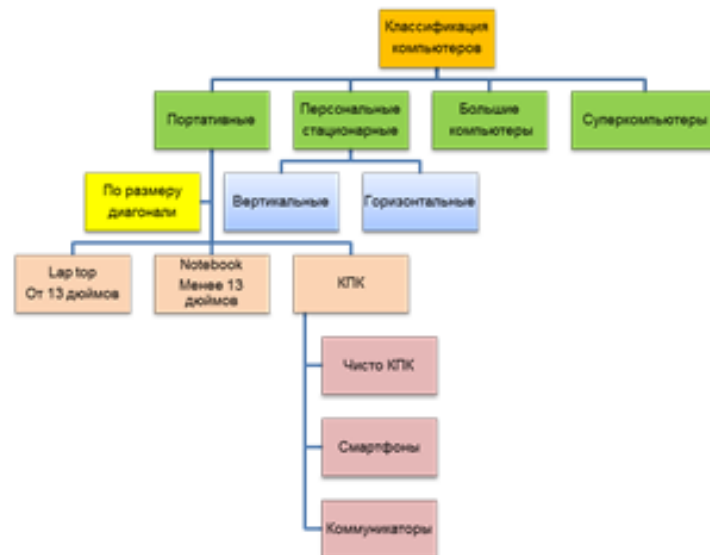 Классификация
компьютеров
Портативные
Персональные
стационарные
Большие
компьютеры
Суперкомпьютеры
По размеру
диагонали
Вертикальные
Горизонтальные
Lap top
От 13 дюймов
Notebook
Менее 13
дюймов
КПК
Чисто КПК
Смартфоны
Коммуникаторы